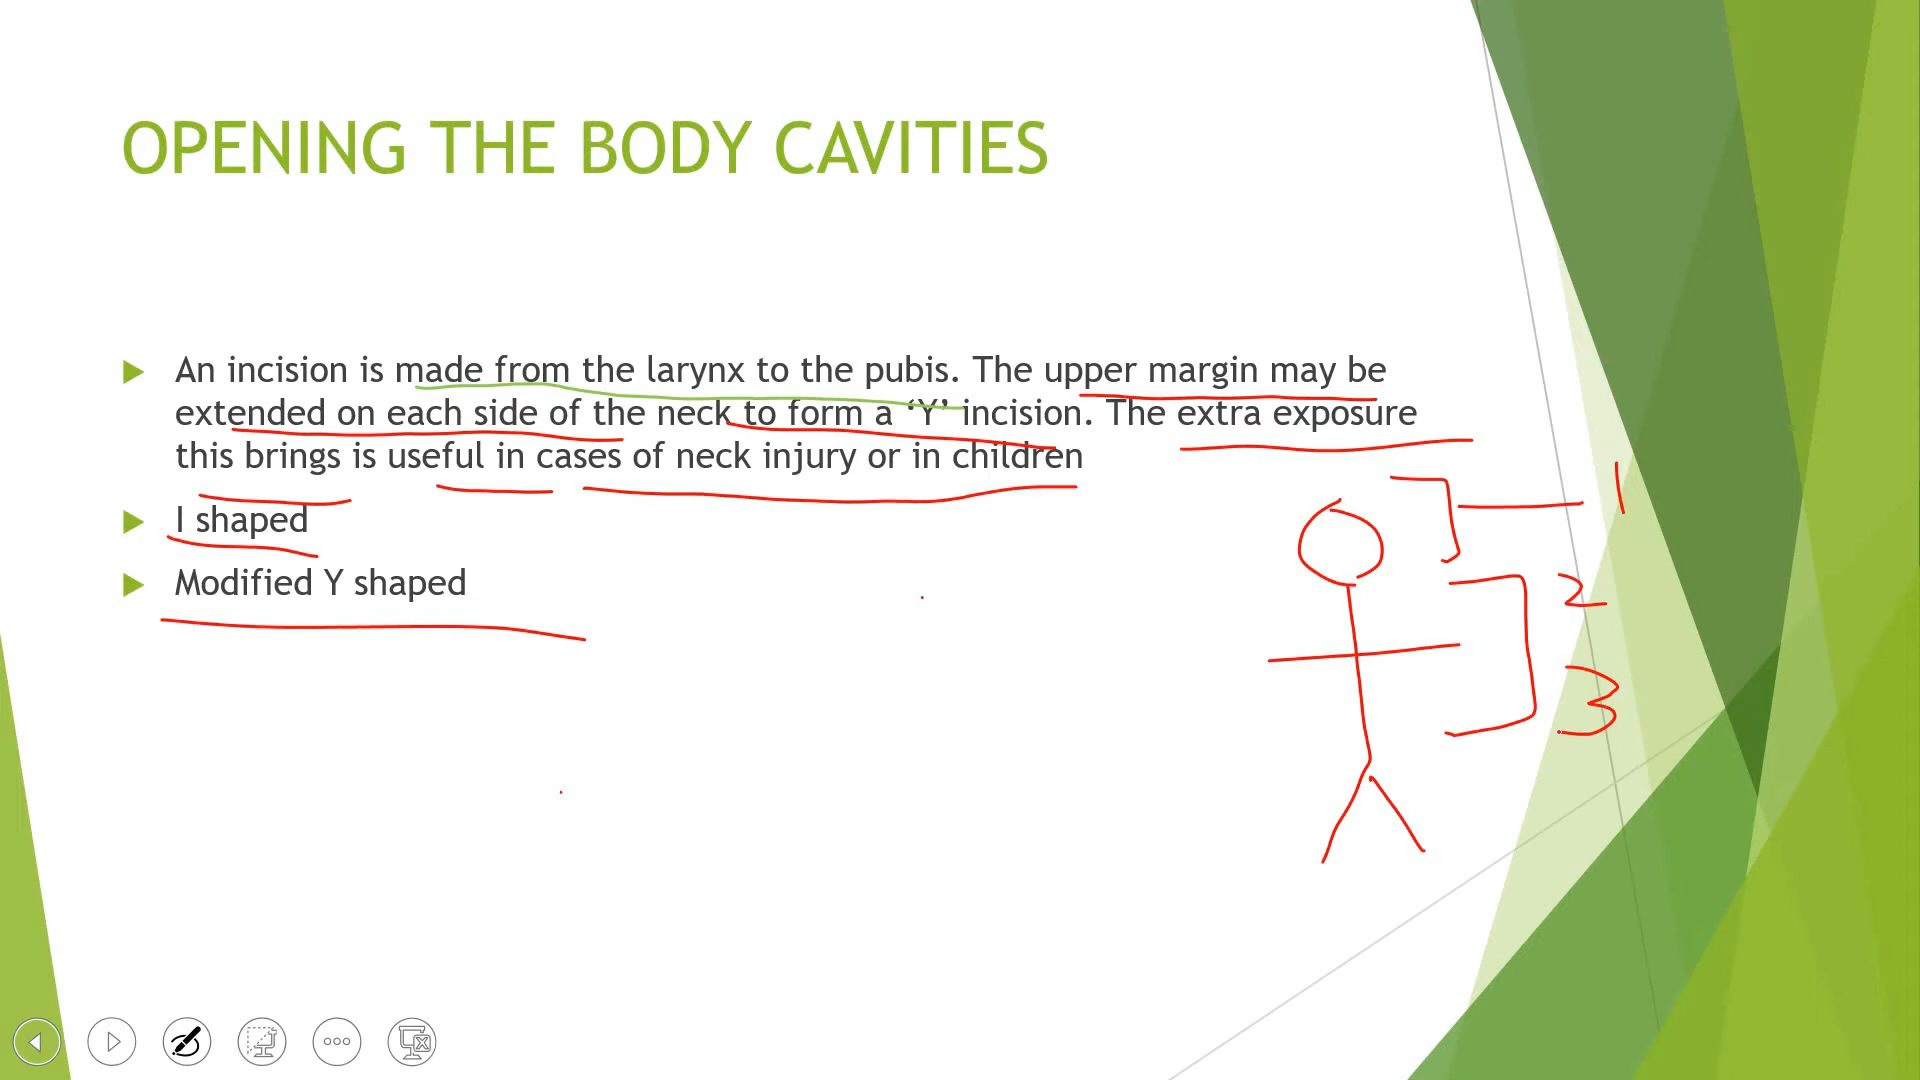 OPENING THE BODY CAVITIES
An incision is made from the larynx to the pubis. The upper margin may be
extended on each side of the neck to form a ‘Y’ incision. The extra exposure
this brings is useful in cases of neck injury or in children
I shaped
Modified Y shaped
1
2
3